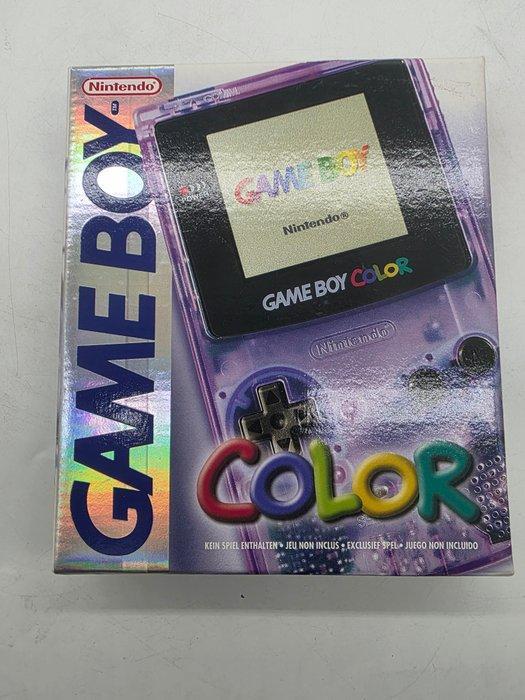 Nintendo
GAME BOY
TM
GAME BOY
Nintendo®
GAME BOY COLOR
Nintendo
A
COLOR
KEIN SPIEL ENTHALTEN • JEU NON INCLUS • EXCLUSIEF SPEL • JUEGO NON INCLUIDO